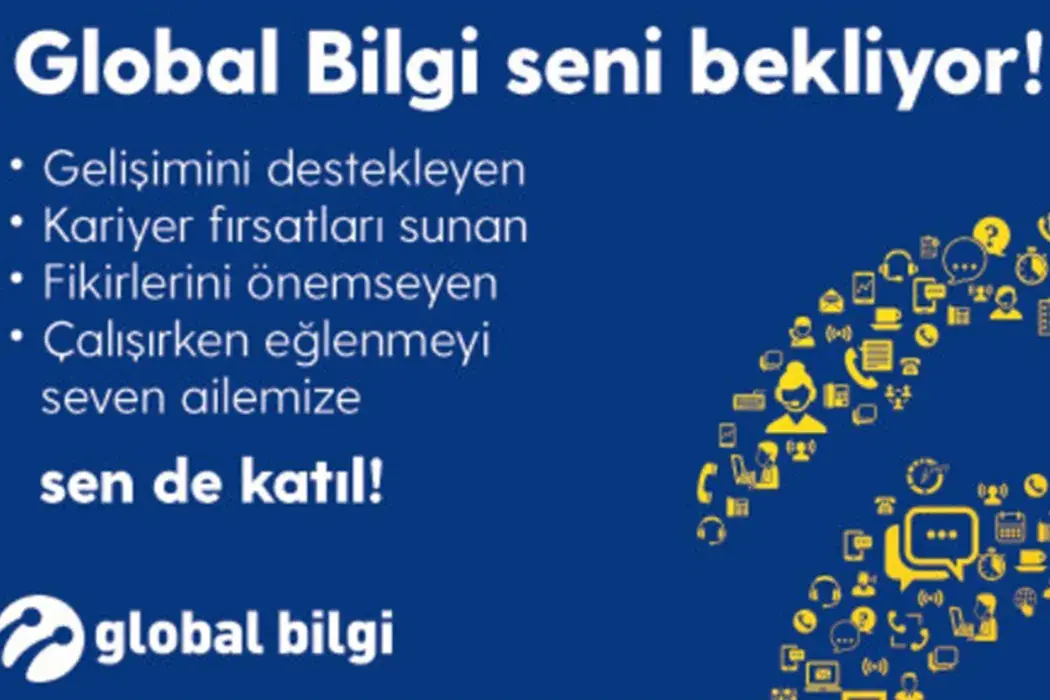 Global Bilgi seni bekliyor!
• Gelişimini destekleyen
• Kariyer fırsatları sunan
• Fikirlerini önemseyen
• Çalışırken eğlenmeyi
seven ailemize
sen de katıl!
global bilgi